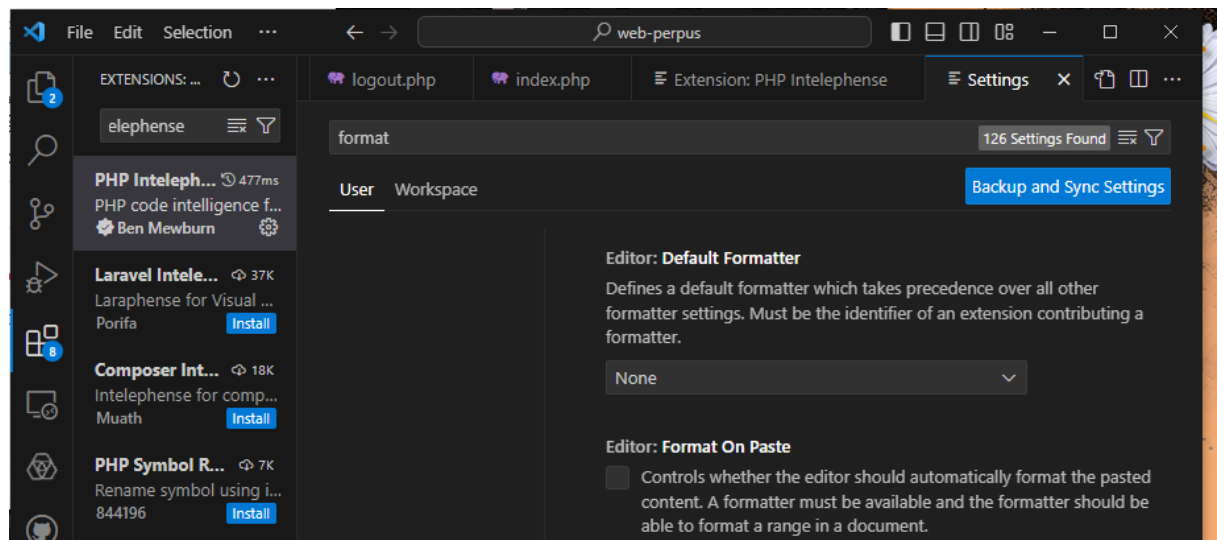 File Edit Selection ··· web-perpus
EXTENSIONS: ... ···
elephense
PHP Inteleph... 477ms
PHP code intelligence f...
Ben Mewburn
Laravel Intele... 37K
Laraphense for Visual ...
Porifa Install
Composer Int... 18K
Intelephense for comp...
Muath Install
PHP Symbol R... 7K
Rename symbol using i...
844196 Install
2
8
logout.php index.php Extension: PHP Intelephense Settings ···
format 126 Settings Found
User Workspace Backup and Sync Settings
Editor: Default Formatter
Defines a default formatter which takes precedence over all other
formatter settings. Must be the identifier of an extension contributing a
formatter.
None
Editor: Format On Paste
Controls whether the editor should automatically format the pasted
content. A formatter must be available and the formatter should be
able to format a range in a document.